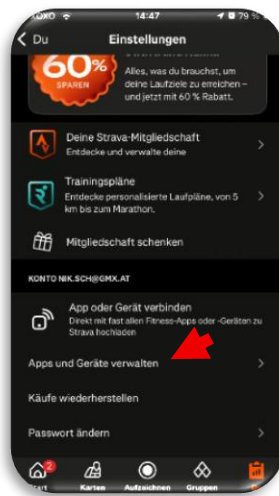 14:47
79 %
Du
Einstellungen
60%
SPAREN
Alles, was du brauchst, um
deine Laufziele zu erreichen –
und jetzt mit 60 % Rabatt.
Deine Strava-Mitgliedschaft
Entdecke und verwalte deine
Trainingspläne
Entdecke personalisierte Laufpläne, von 5
km bis zum Marathon.
Mitgliedschaft schenken
KONTO NIK.SCH@GMX.AT
App oder Gerät verbinden
Direkt mit fast allen Fitness-Apps oder -Geräten zu
Strava hochladen
Apps und Geräte verwalten
Käufe wiederherstellen
Passwort ändern
2
Karten
Aufzeichnen
Gruppen